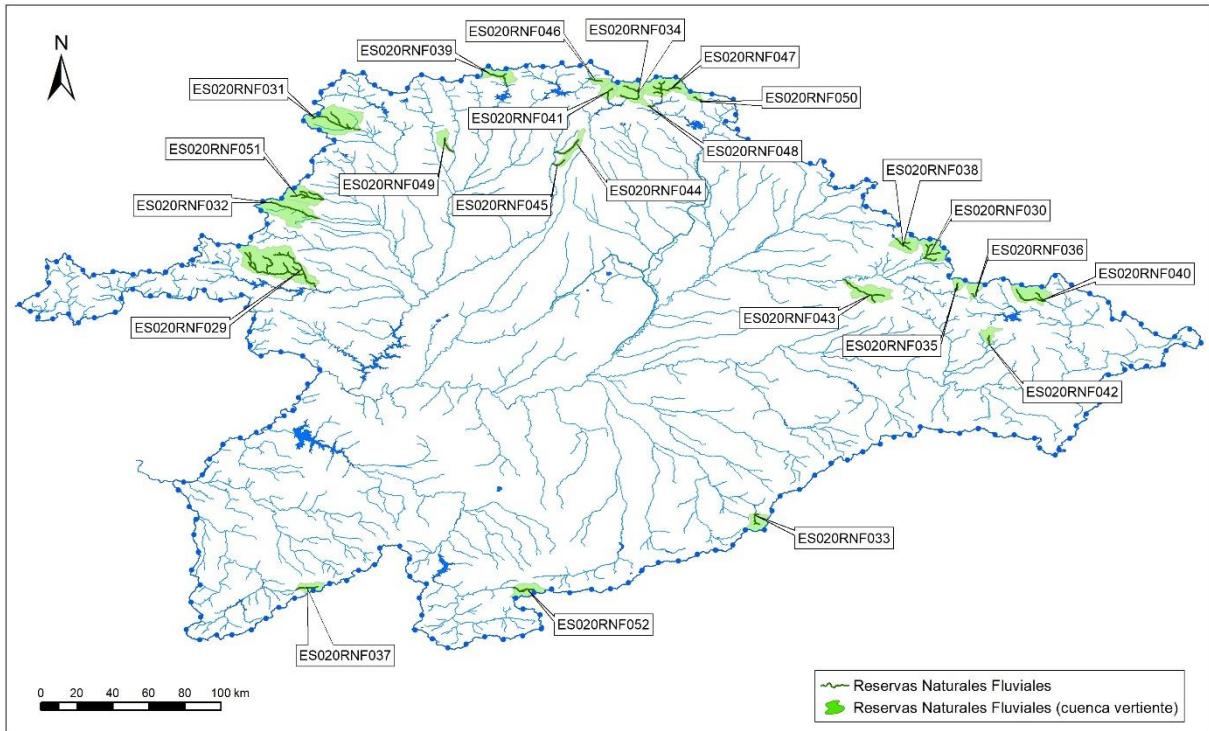 N
ES020RNF046
ES020RNF034
ES020RNF039
ES020RNF047
ES020RNF031
ES020RNF050
ES020RNF041
ES020RNF051
ES020RNF048
ES020RNF049
ES020RNF038
ES020RNF044
ES020RNF032
ES020RNF045
ES020RNF030
ES020RNF036
ES020RNF040
ES020RNF043
ES020RNF029
ES020RNF035
ES020RNF042
ES020RNF033
ES020RNF052
ES020RNF037
0 10 20 40 60 80 100 km
Reservas Naturales Fluviales
Reservas Naturales Fluviales (cuenca vertiente)